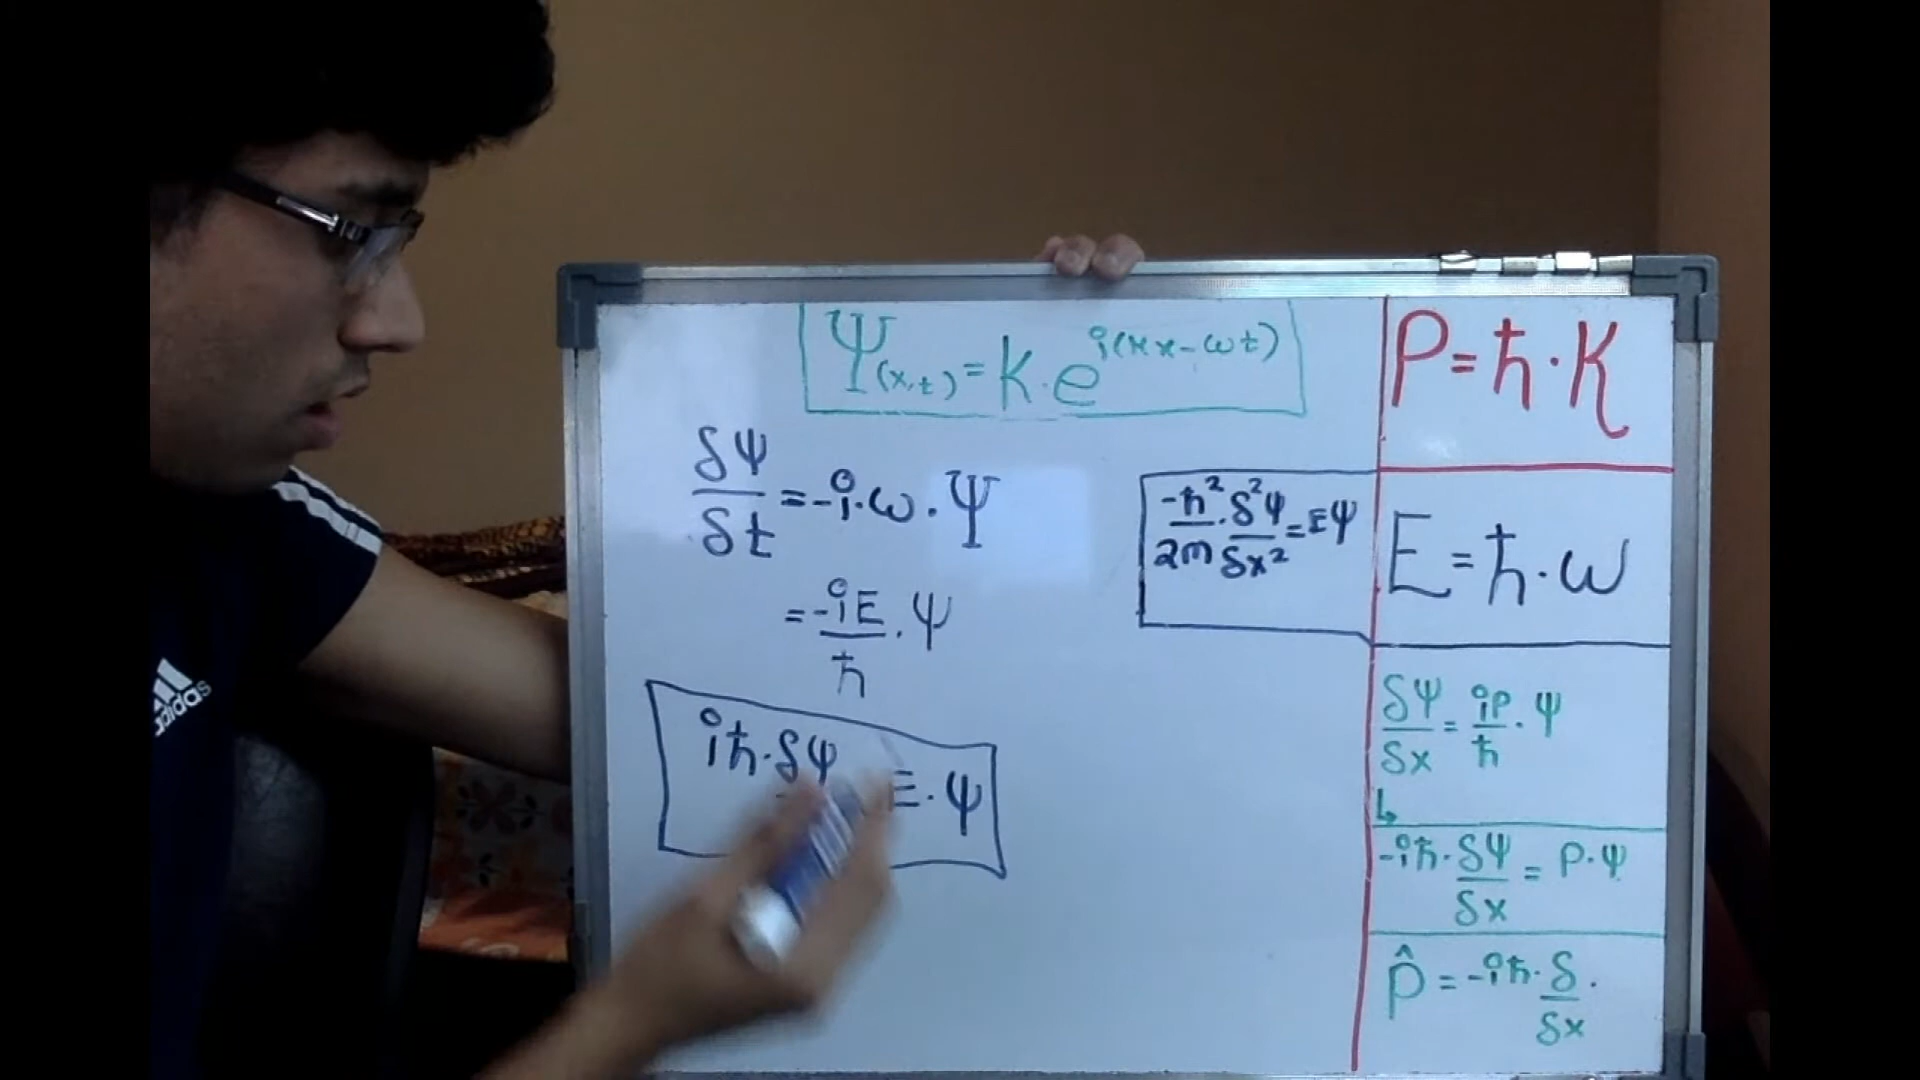 Ψ(x,t) = K·e^i(Kx-ωt)
δψ/δt = -i·ω·Ψ
= -iE/ħ·Ψ
iħ·δψ E·ψ
-ħ²/2m·δ²ψ/δx² = Eψ
P = ħ·K
E = ħ·ω
δψ/δx = iP/ħ·Ψ
↳
-iħ·δψ/δx = P·Ψ
p̂ = -iħ·δ/δx·
adidas